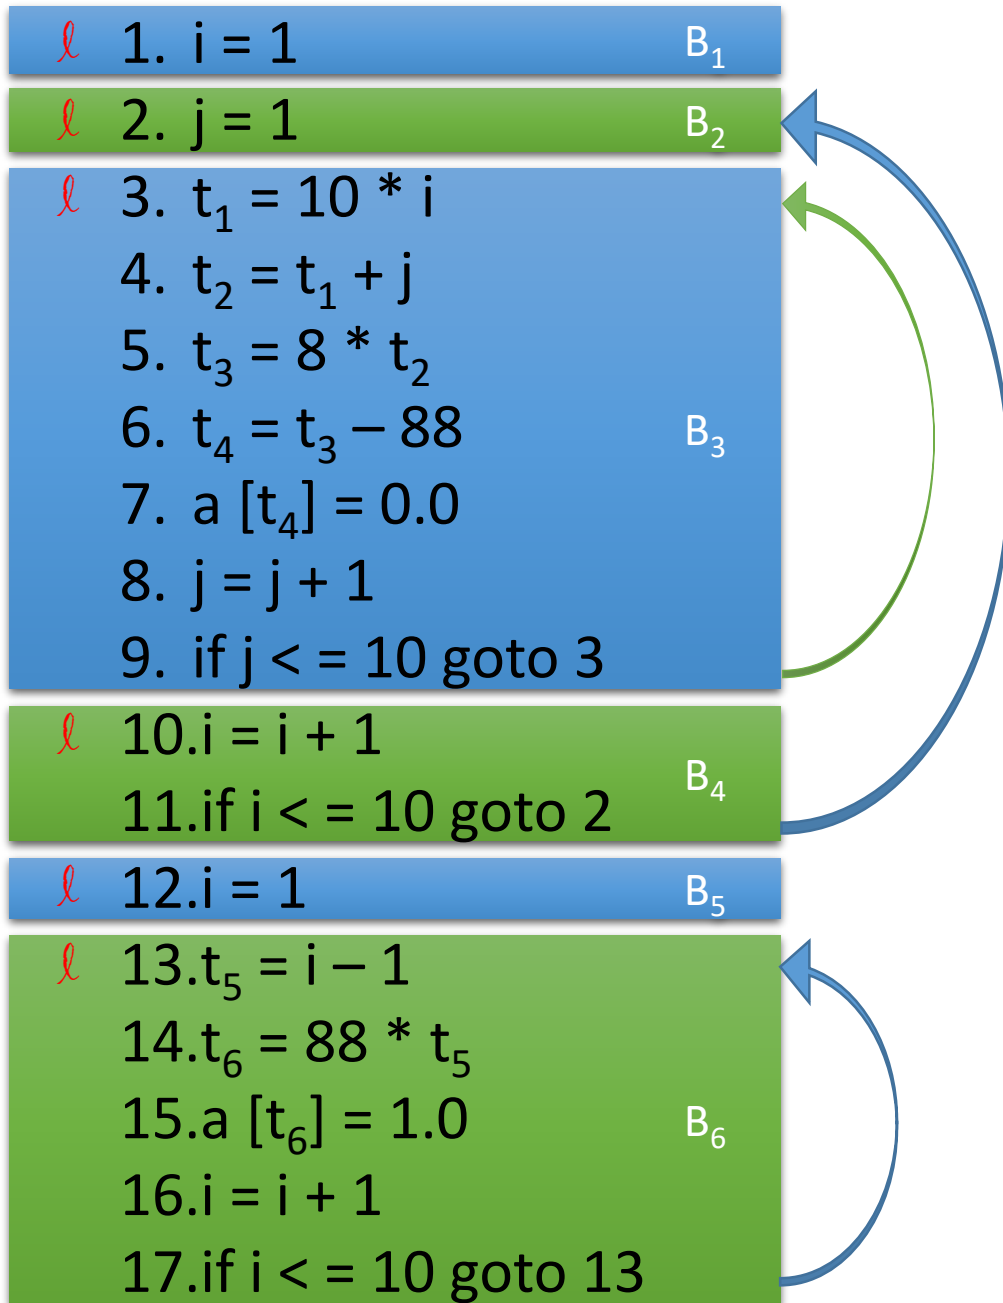 ℓ 1. i = 1 B₁
ℓ 2. j = 1 B₂
ℓ 3. t₁ = 10 * i
4. t₂ = t₁ + j
5. t₃ = 8 * t₂
6. t₄ = t₃ – 88 B₃
7. a [t₄] = 0.0
8. j = j + 1
9. if j < = 10 goto 3
ℓ 10.i = i + 1 B₄
11.if i < = 10 goto 2
ℓ 12.i = 1 B₅
ℓ 13.t₅ = i – 1
14.t₆ = 88 * t₅
15.a [t₆] = 1.0 B₆
16.i = i + 1
17.if i < = 10 goto 13